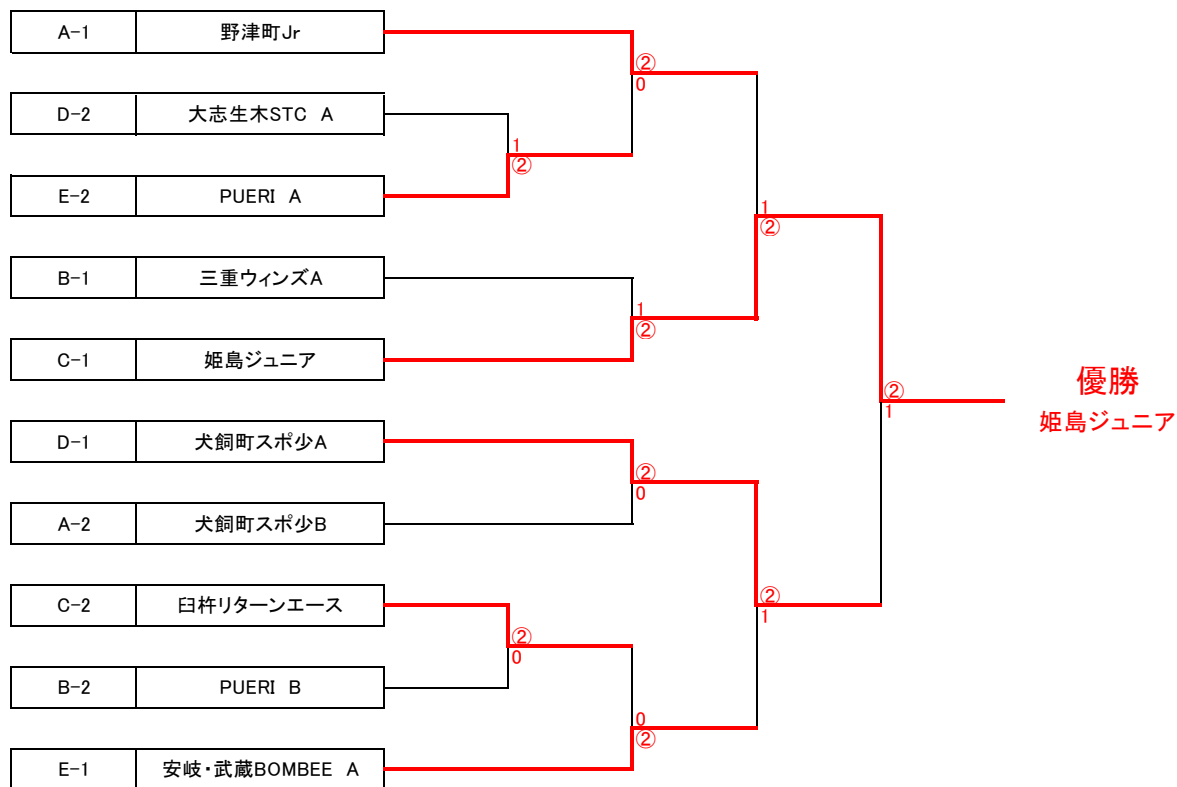 A-1 野津町Jr
②
0
D-2 大志生木STC A
1
②
E-2 PUERI A
1
②
B-1 三重ウィンズA
1
②
C-1 姫島ジュニア
優勝
②
1
姫島ジュニア
D-1 犬飼町スポ少A
②
0
A-2 犬飼町スポ少B
②
1
C-2 臼杵リターンエース
②
0
B-2 PUERI B
0
②
E-1 安岐・武蔵BOMBEE A